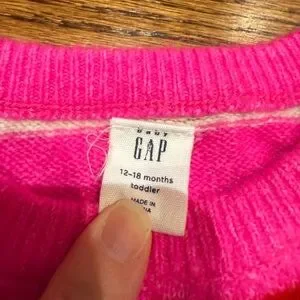 baby
GAP
12-18 months
toddler
MADE IN